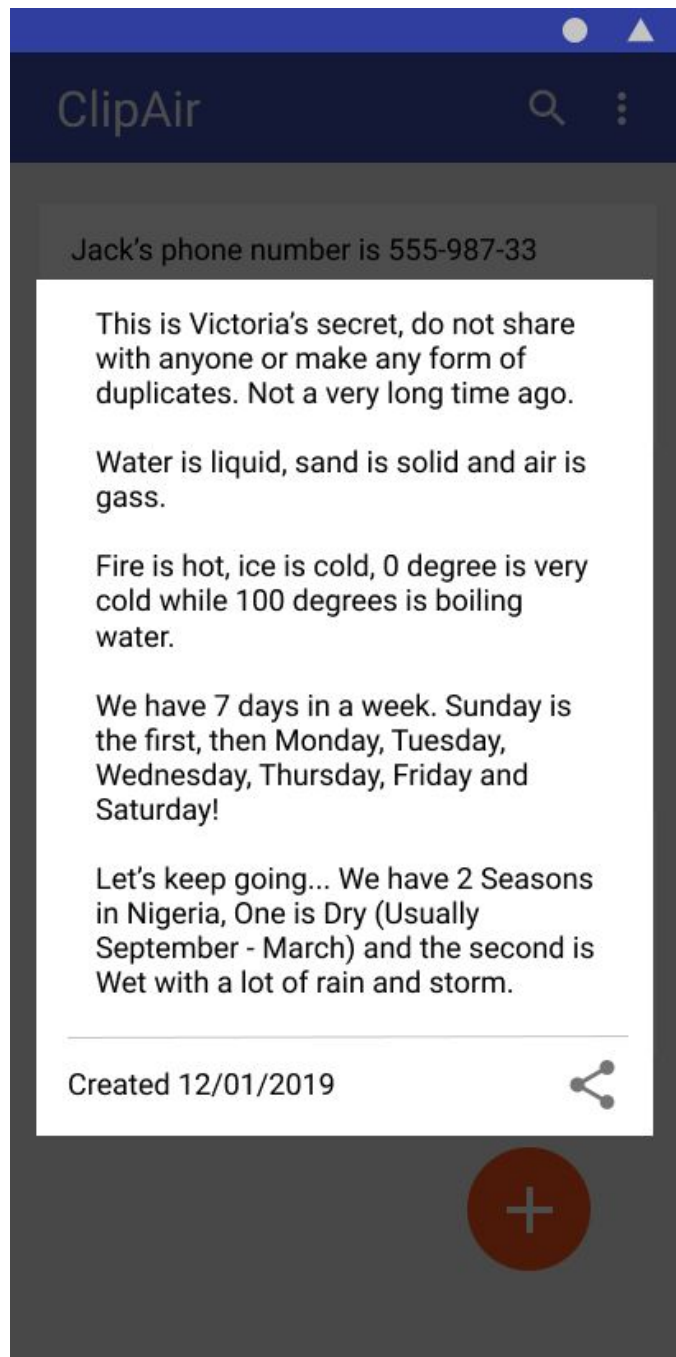 ClipAir
Jack's phone number is 555-987-33
This is Victoria's secret, do not share
with anyone or make any form of
duplicates. Not a very long time ago.
Water is liquid, sand is solid and air is
gass.
Fire is hot, ice is cold, 0 degree is very
cold while 100 degrees is boiling
water.
We have 7 days in a week. Sunday is
the first, then Monday, Tuesday,
Wednesday, Thursday, Friday and
Saturday!
Let's keep going... We have 2 Seasons
in Nigeria, One is Dry (Usually
September - March) and the second is
Wet with a lot of rain and storm.
Created 12/01/2019